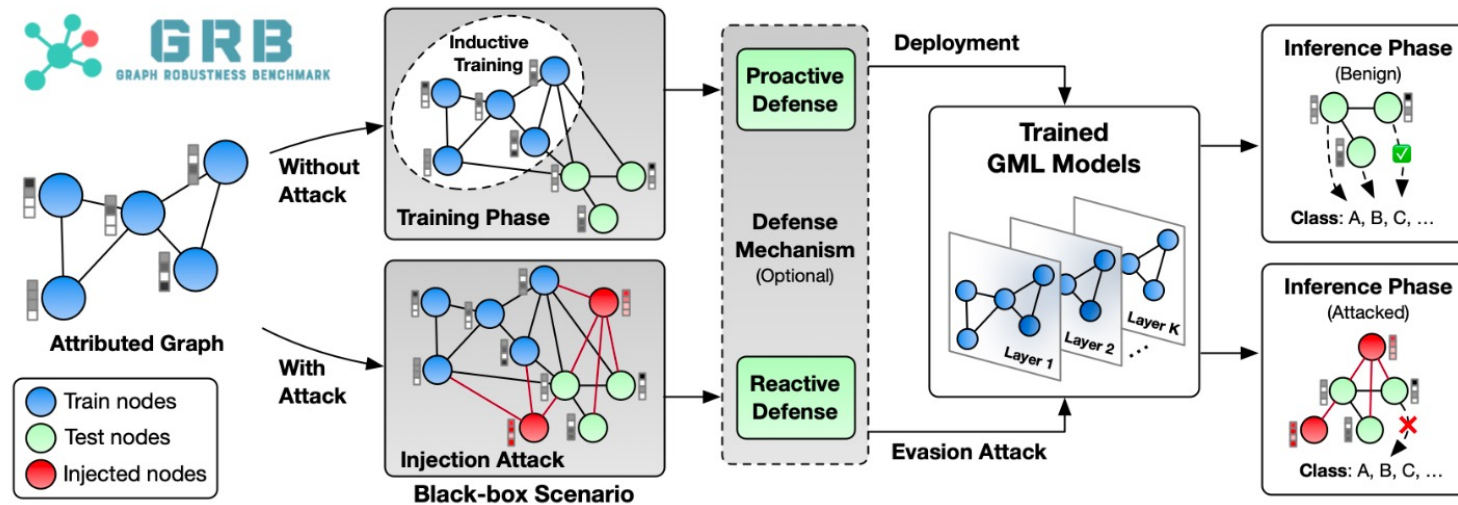 GRB
GRAPH ROBUSTNESS BENCHMARK
Attributed Graph
Train nodes
Test nodes
Injected nodes
Without
Attack
With
Attack
Inductive
Training
Training Phase
Injection Attack
Black-box Scenario
Proactive
Defense
Defense
Mechanism
(Optional)
Reactive
Defense
Deployment
Evasion Attack
Trained
GML Models
Layer 1
Layer 2
...
Layer K
Inference Phase
(Benign)
Class: A, B, C, ...
Inference Phase
(Attacked)
Class: A, B, C, ...